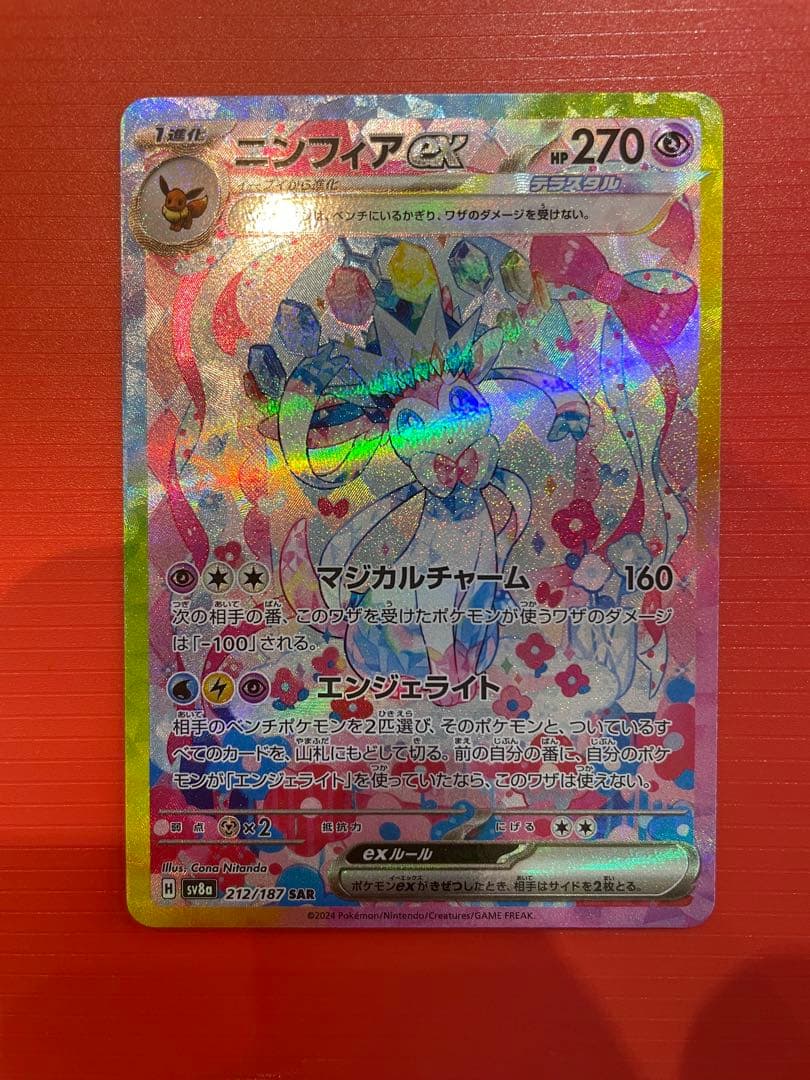 1進化
ニンフィアex
HP 270
イーブイから進化
テラスタル
は、ベンチにいるかぎり、ワザのダメージを受けない。
マジカルチャーム 160
次の相手の番、このワザを受けたポケモンが使うワザのダメージ
は「-100」される。
エンジェライト
相手のベンチポケモンを2匹選び、そのポケモンと、ついているす
べてのカードを、山札にもどして切る。前の自分の番に、自分のポケ
モンが「エンジェライト」を使っていたなら、このワザは使えない。
弱点 ×2 抵抗力 にげる
Illus. Cona Nitanda
exルール
ポケモンexがきぜつしたとき、相手はサイドを2枚とる。
H sv8a 212/187 SAR
©2024 Pokémon/Nintendo/Creatures/GAME FREAK.